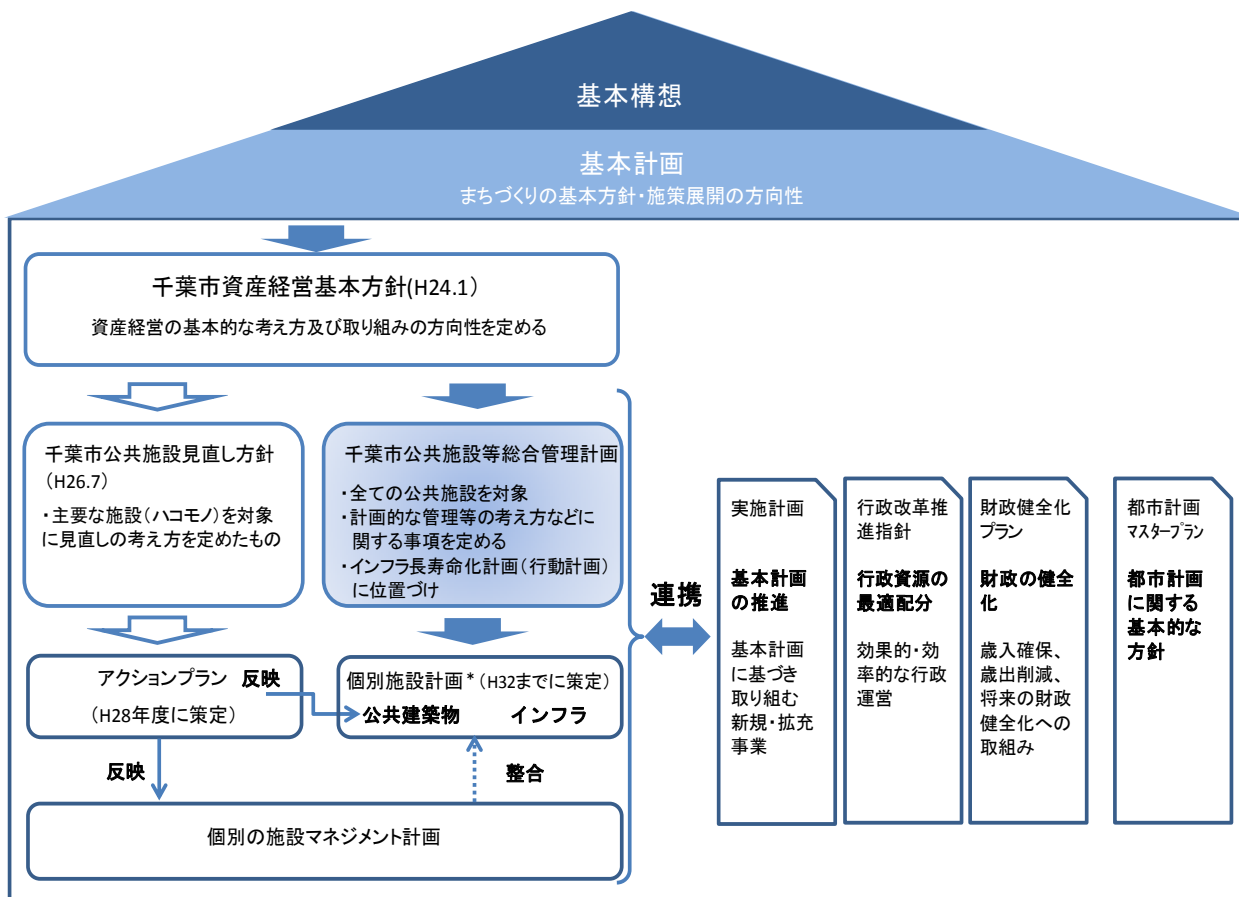 基本構想
基本計画
まちづくりの基本方針・施策展開の方向性
千葉市資産経営基本方針(H24.1)
資産経営の基本的な考え方及び取り組みの方向性を定める
千葉市公共施設見直し方針
(H26.7)
・主要な施設(ハコモノ)を対象
に見直しの考え方を定めたもの
千葉市公共施設等総合管理計画
・全ての公共施設を対象
・計画的な管理等の考え方などに
関する事項を定める
・インフラ長寿命化計画(行動計画)
に位置づけ
アクションプラン 反映
(H28年度に策定)
個別施設計画*(H32までに策定)
公共建築物 インフラ
反映
整合
個別の施設マネジメント計画
連携
実施計画
基本計画
の推進
基本計画
に基づき
取り組む
新規・拡充
事業
行政改革推
進指針
行政資源の
最適配分
効果的・効
率的な行政
運営
財政健全化
プラン
財政の健全
化
歳入確保、
歳出削減、
将来の財政
健全化への
取組み
都市計画
マスタープラン
都市計画
に関する
基本的な
方針